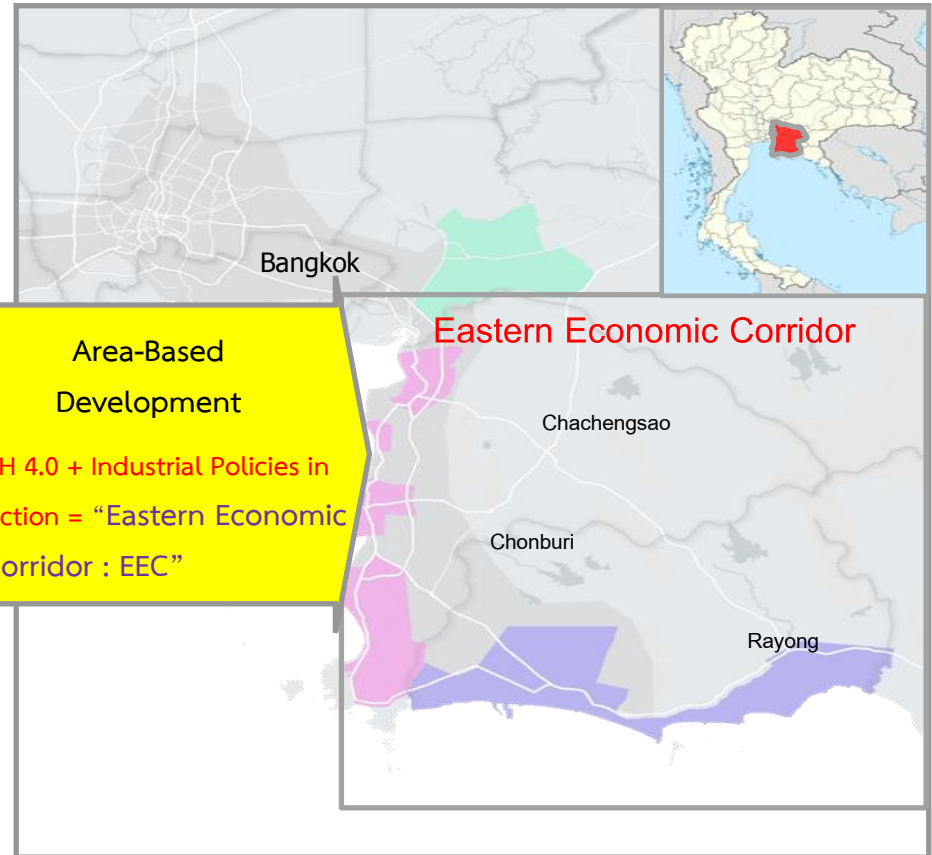 Bangkok
Eastern Economic Corridor
Area-Based
Development
H 4.0 + Industrial Policies in
ction = “Eastern Economic
orridor : EEC”
Chachengsao
Chonburi
Rayong